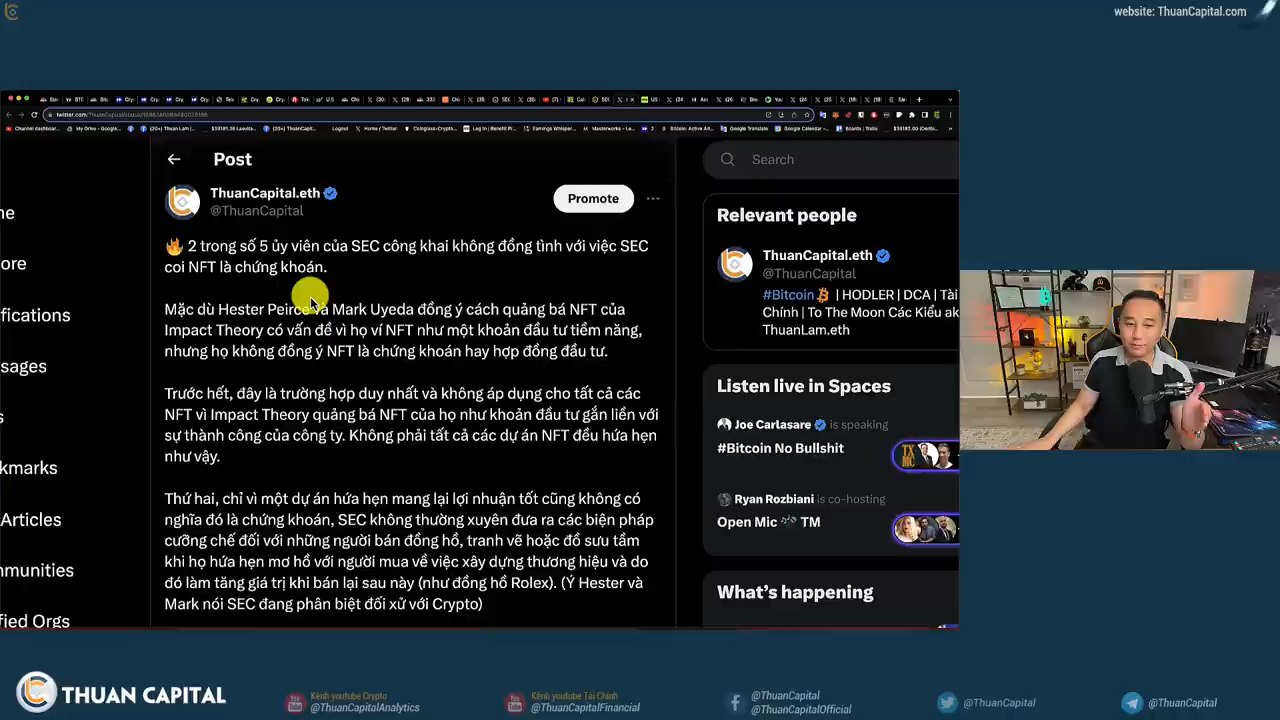 website: ThuanCapital.com
Post
Search
ThuanCapital.eth
@ThuanCapital
Promote
🔥 2 trong số 5 ủy viên của SEC công khai không đồng tình với việc SEC
coi NFT là chứng khoán.
Mặc dù Hester Peirce và Mark Uyeda đồng ý cách quảng bá NFT của
Impact Theory có vấn đề vì họ ví NFT như một khoản đầu tư tiềm năng,
nhưng họ không đồng ý NFT là chứng khoán hay hợp đồng đầu tư.
Trước hết, đây là trường hợp duy nhất và không áp dụng cho tất cả các
NFT vì Impact Theory quảng bá NFT của họ như khoản đầu tư gắn liền với
sự thành công của công ty. Không phải tất cả các dự án NFT đều hứa hẹn
như vậy.
Thứ hai, chỉ vì một dự án hứa hẹn mang lại lợi nhuận tốt cũng không có
nghĩa đó là chứng khoán, SEC không thường xuyên đưa ra các biện pháp
cưỡng chế đối với những người bán đồng hồ, tranh vẽ hoặc đồ sưu tầm
khi họ hứa hẹn mơ hồ với người mua về việc xây dựng thương hiệu và do
đó làm tăng giá trị khi bán lại sau này (như đồng hồ Rolex). (Ý Hester và
Mark nói SEC đang phân biệt đối xử với Crypto)
me
ore
ifications
sages
s
kmarks
Articles
nmunities
ified Orgs
Relevant people
ThuanCapital.eth
@ThuanCapital
#Bitcoin | HODLER | DCA | Tài
Chính | To The Moon Các Kiểu ak
ThuanLam.eth
Listen live in Spaces
Joe Carlasare is speaking
#Bitcoin No Bullshit
TX
MC
Ryan Rozbiani is co-hosting
Open Mic TM
What's happening
THUAN CAPITAL
Kênh youtube Crypto
@ThuanCapitalAnalytics
Kênh youtube Tài Chính
@ThuanCapitalFinancial
@ThuanCapital
@ThuanCapitalOfficial
@ThuanCapital
@ThuanCapital